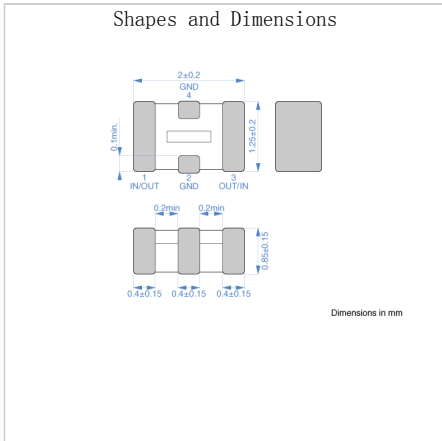 Shapes and Dimensions
2±0.2
GND
4
0.1min.
1.25±0.2
1 2 3
IN/OUT GND OUT/IN
0.2min 0.2min
0.85±0.15
0.4±0.15 0.4±0.15 0.4±0.15
Dimensions in mm